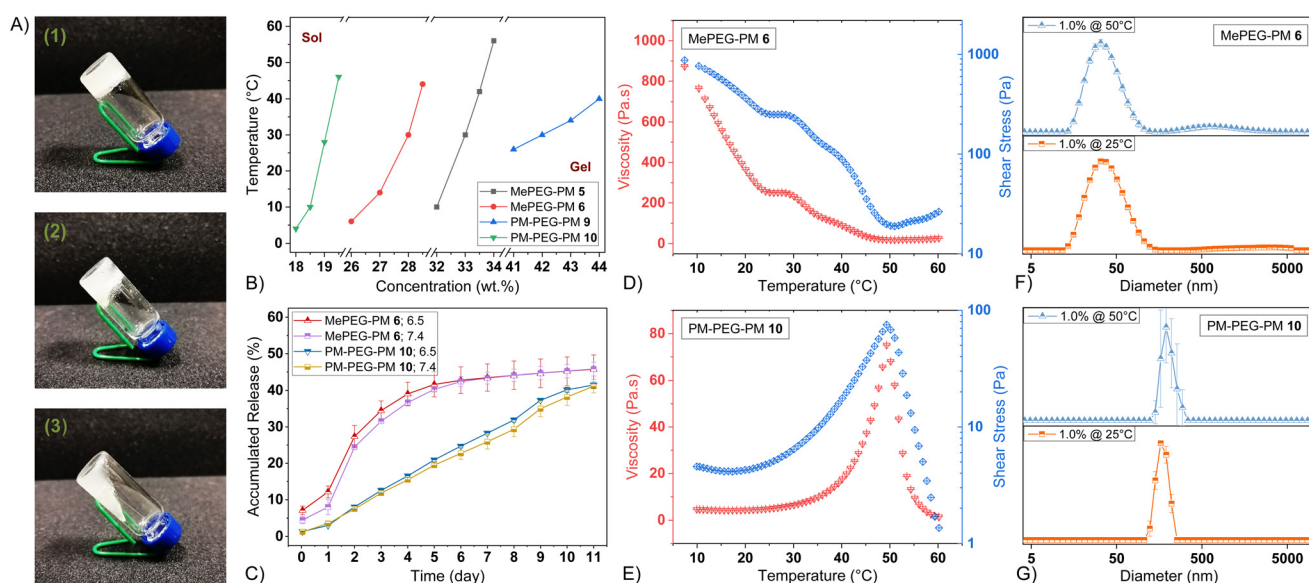 A)
(1)
(2)
(3)
Temperature (°C)
60
50
40
30
20
10
0
Sol
Gel
MePEG-PM 5
MePEG-PM 6
PM-PEG-PM 9
PM-PEG-PM 10
18 19 26 27 28 32 33 34 41 42 43 44
B)
Concentration (wt.%)
Accumulated Release (%)
60
50
40
30
20
10
0
MePEG-PM 6; 6.5
MePEG-PM 6; 7.4
PM-PEG-PM 10; 6.5
PM-PEG-PM 10; 7.4
0 1 2 3 4 5 6 7 8 9 10 11
C)
Time (day)
MePEG-PM 6
Viscosity (Pa.s)
1000
800
600
400
200
0
Shear Stress (Pa)
1000
100
10
10 20 30 40 50 60
D)
Temperature (°C)
PM-PEG-PM 10
Viscosity (Pa.s)
80
60
40
20
0
Shear Stress (Pa)
100
10
1
10 20 30 40 50 60
E)
Temperature (°C)
1.0% @ 50°C
MePEG-PM 6
1.0% @ 25°C
5 50 500 5000
F)
Diameter (nm)
PM-PEG-PM 10
1.0% @ 50°C
1.0% @ 25°C
5 50 500 5000
G)
Diameter (nm)